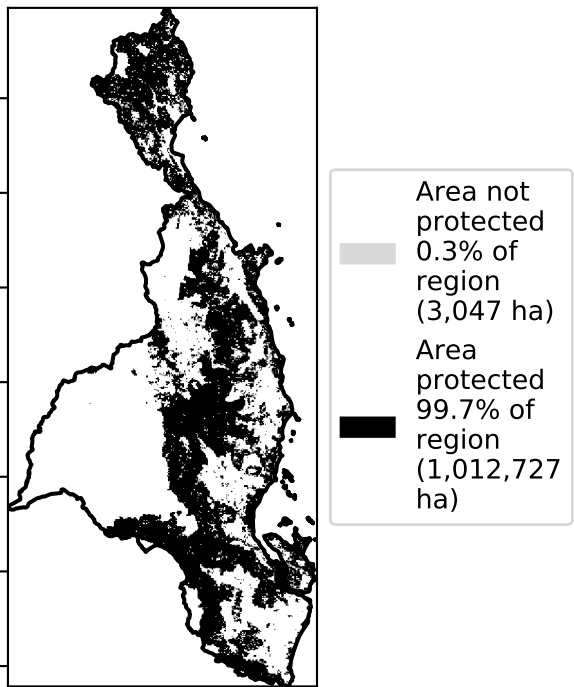 Area not
protected
0.3% of
region
(3,047 ha)
Area
protected
99.7% of
region
(1,012,727
ha)